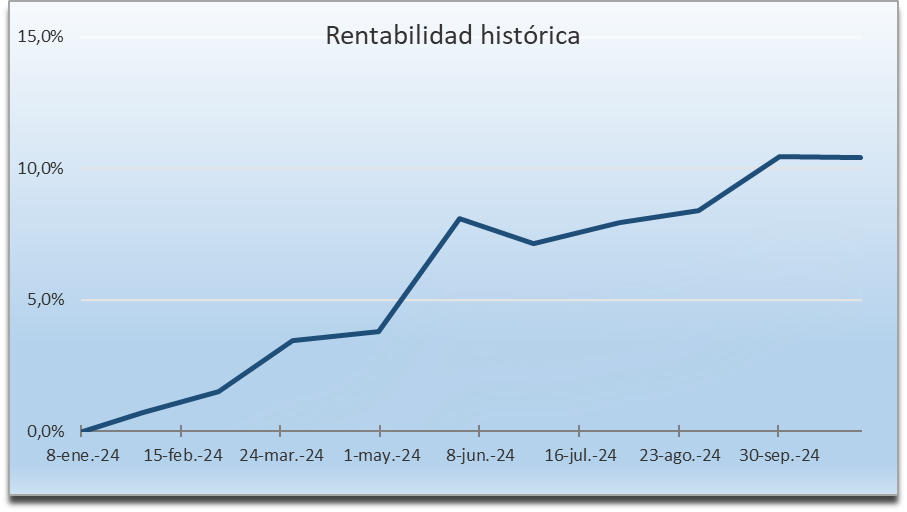 Rentabilidad histórica
15,0%
10,0%
5,0%
0,0%
8-ene.-24 15-feb.-24 24-mar.-24 1-may.-24 8-jun.-24 16-jul.-24 23-ago.-24 30-sep.-24